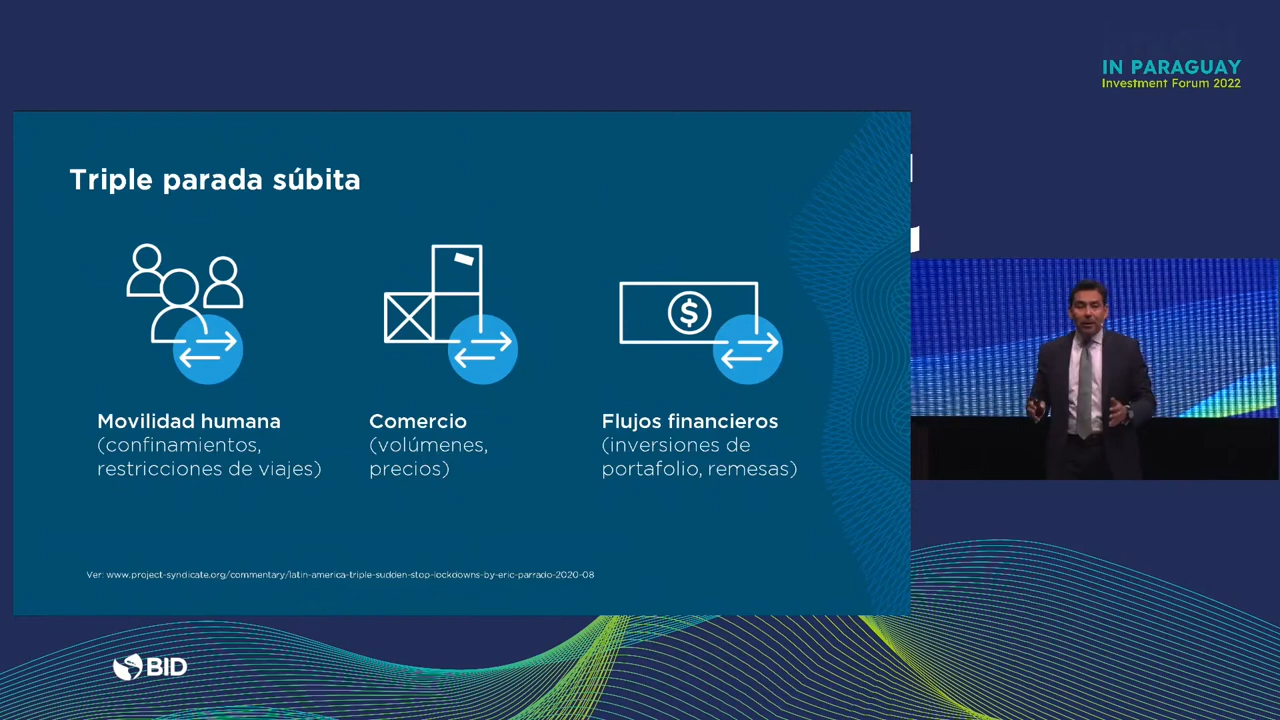 IN PARAGUAY
Investment Forum 2022
Triple parada súbita
$
$
Movilidad humana
(confinamientos,
restricciones de viajes)
Comercio
(volúmenes,
precios)
Flujos financieros
(inversiones de
portafolio, remesas)
Ver: www.project-syndicate.org/commentary/latin-america-triple-sudden-stop-lockdowns-by-eric-parrado-2020-08
BID